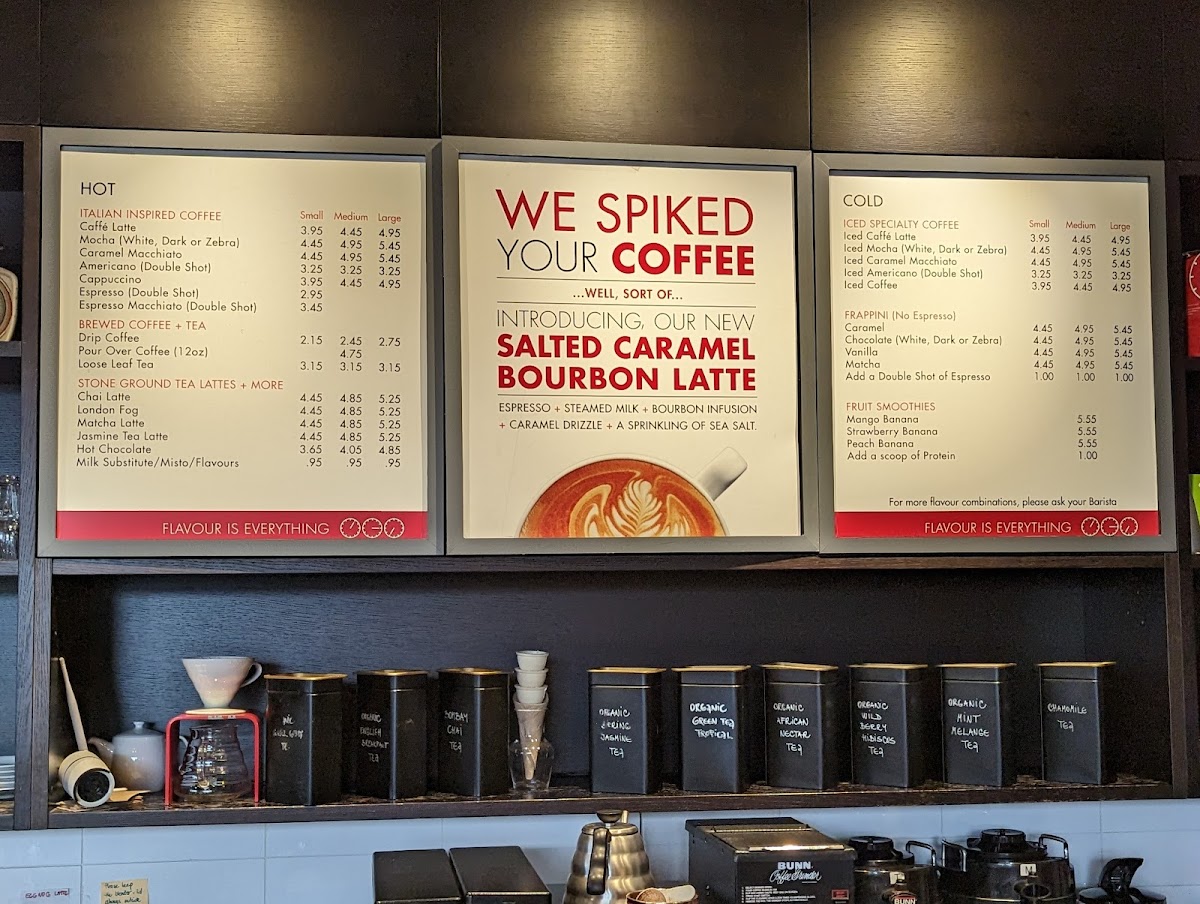 HOT
ITALIAN INSPIRED COFFEE Small Medium Large
Caffé Latte 3.95 4.45 4.95
Mocha (White, Dark or Zebra) 4.45 4.95 5.45
Caramel Macchiato 4.45 4.95 5.45
Americano (Double Shot) 3.25 3.25 3.25
Cappuccino 3.95 4.45 4.95
Espresso (Double Shot) 2.95
Espresso Macchiato (Double Shot) 3.45
BREWED COFFEE + TEA
Drip Coffee 2.15 2.45 2.75
Pour Over Coffee (12oz) 4.75
Loose Leaf Tea 3.15 3.15 3.15
STONE GROUND TEA LATTES + MORE
Chai Latte 4.45 4.85 5.25
London Fog 4.45 4.85 5.25
Matcha Latte 4.45 4.85 5.25
Jasmine Tea Latte 4.45 4.85 5.25
Hot Chocolate 3.65 4.05 4.85
Milk Substitute/Misto/Flavours .95 .95 .95
FLAVOUR IS EVERYTHING
WE SPIKED
YOUR COFFEE
...WELL, SORT OF...
INTRODUCING, OUR NEW
SALTED CARAMEL
BOURBON LATTE
ESPRESSO + STEAMED MILK + BOURBON INFUSION
+ CARAMEL DRIZZLE + A SPRINKLING OF SEA SALT.
COLD
ICED SPECIALTY COFFEE Small Medium Large
Iced Caffé Latte 3.95 4.45 4.95
Iced Mocha (White, Dark or Zebra) 4.45 4.95 5.45
Iced Caramel Macchiato 4.45 4.95 5.45
Iced Americano (Double Shot) 3.25 3.25 3.25
Iced Coffee 3.95 4.45 4.95
FRAPPINI (No Espresso)
Caramel 4.45 4.95 5.45
Chocolate (White, Dark or Zebra) 4.45 4.95 5.45
Vanilla 4.45 4.95 5.45
Matcha 4.45 4.95 5.45
Add a Double Shot of Espresso 1.00 1.00 1.00
FRUIT SMOOTHIES
Mango Banana 5.55
Strawberry Banana 5.55
Peach Banana 5.55
Add a scoop of Protein 1.00
For more flavour combinations, please ask your Barista
FLAVOUR IS EVERYTHING
ORGANIC
ENGLISH
BREAKFAST
TEA
BOMBAY
CHAI
TEA
ORGANIC
SPRING
JASMINE
TEA
ORGANIC
GREEN TEA
TROPICAL
ORGANIC
AFRICAN
NECTAR
TEA
ORGANIC
WILD
BERRY
HIBISCUS
TEA
ORGANIC
MINT
MELANGE
TEA
CHAMOMILE
TEA
EGGNOG LATTE
BUNN
Coffee Grinder
BUNN
M